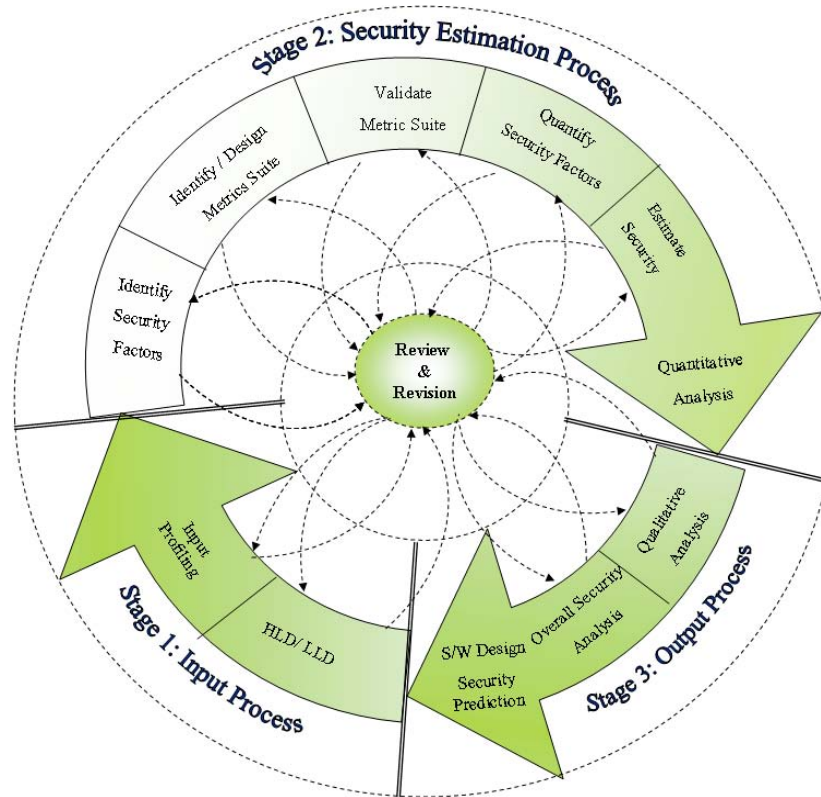 Stage 2: Security Estimation Process
Validate
Metric Suite
Quantify
Security Factors
Identify / Design
Metrics Suite
Estimate
Security
Identify
Security
Factors
Review
&
Revision
Quantitative
Analysis
Input
Profiling
HLD/ LLD
Stage 1: Input Process
Qualitative
Analysis
Overall Security
Analysis
S/W Design
Security
Prediction
Stage 3: Output Process